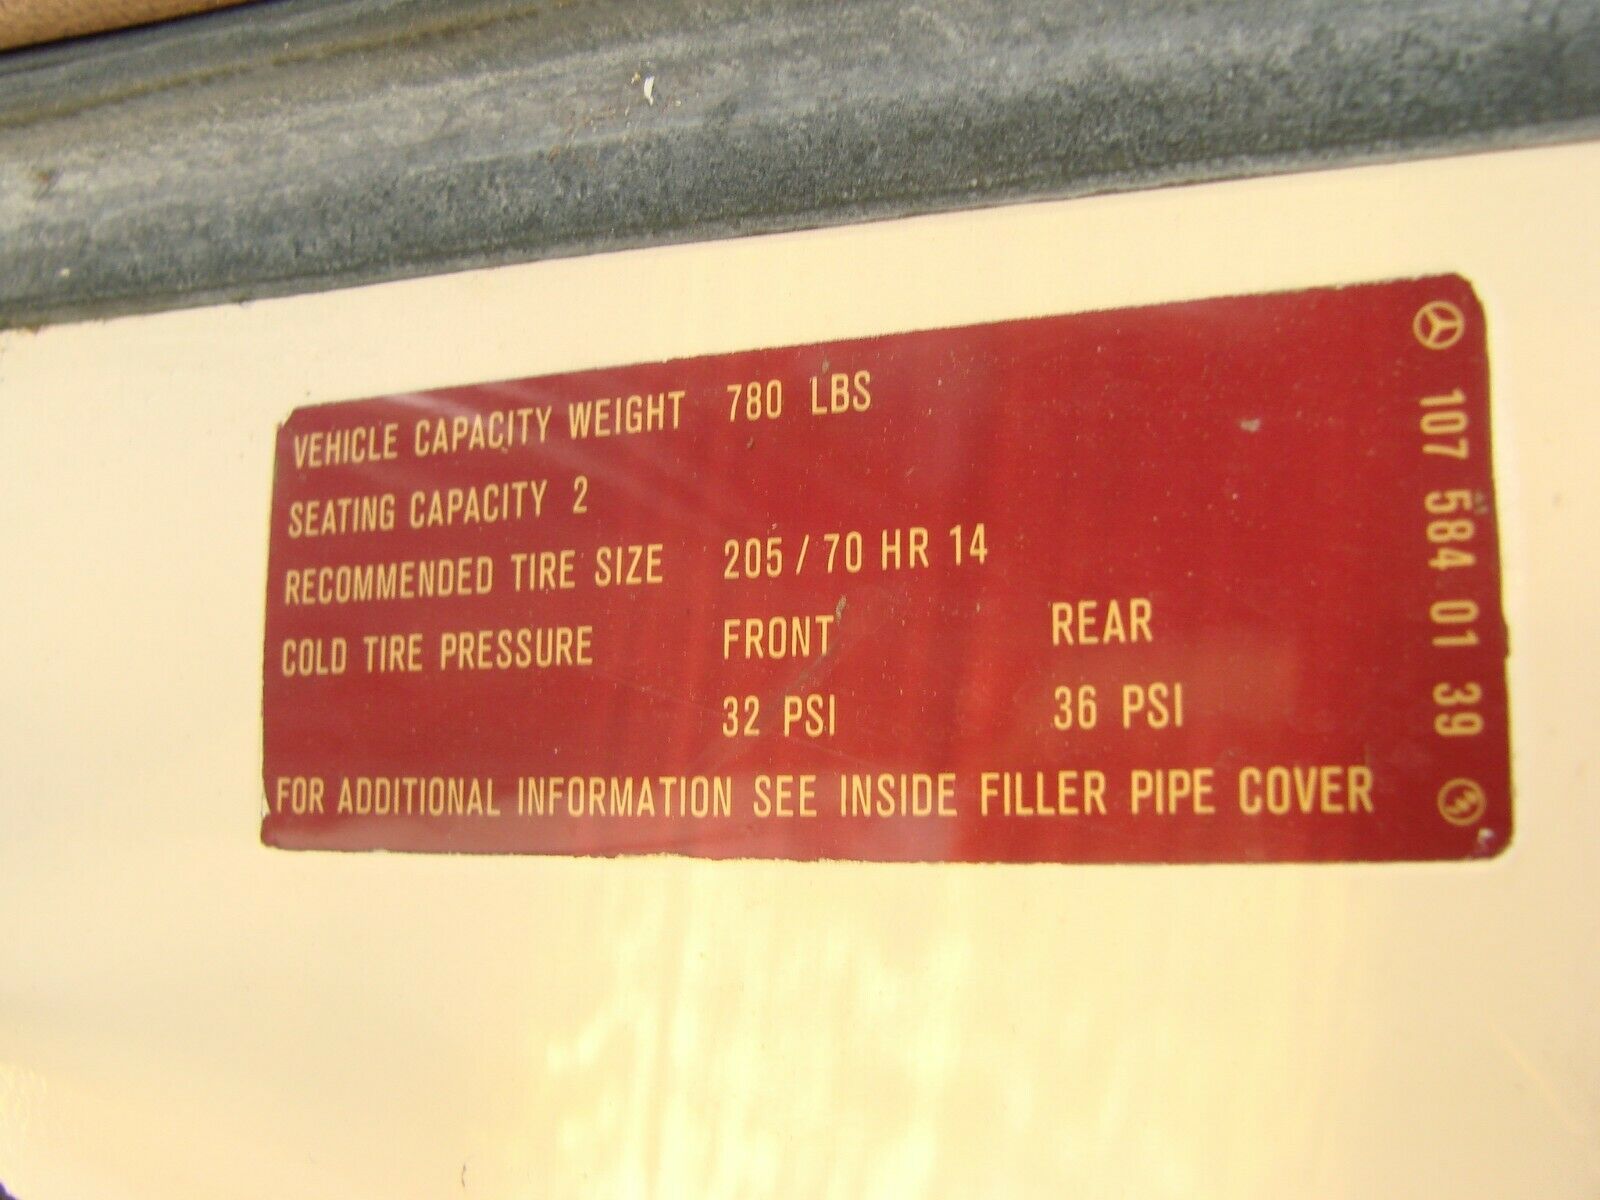 VEHICLE CAPACITY WEIGHT 780 LBS
SEATING CAPACITY 2
RECOMMENDED TIRE SIZE 205 / 70 HR 14
COLD TIRE PRESSURE FRONT REAR
32 PSI 36 PSI
FOR ADDITIONAL INFORMATION SEE INSIDE FILLER PIPE COVER
107 584 01 39